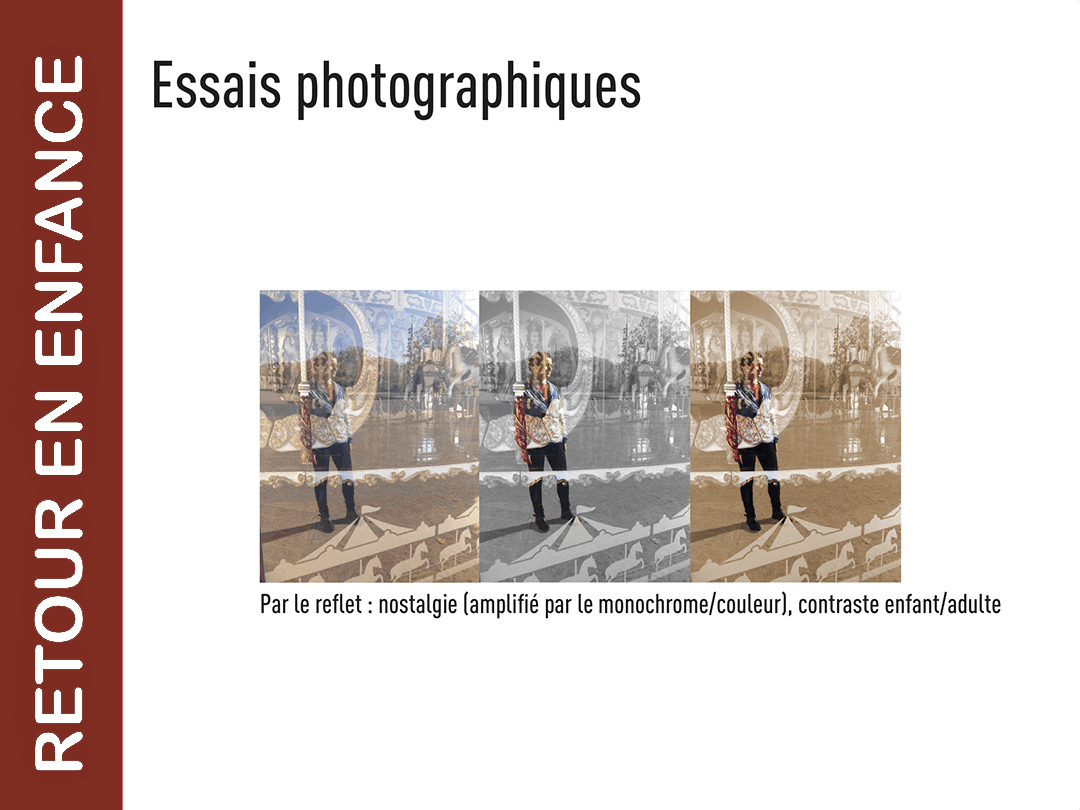 RETOUR EN ENFANCE
Essais photographiques
Par le reflet : nostalgie (amplifié par le monochrome/couleur), contraste enfant/adulte